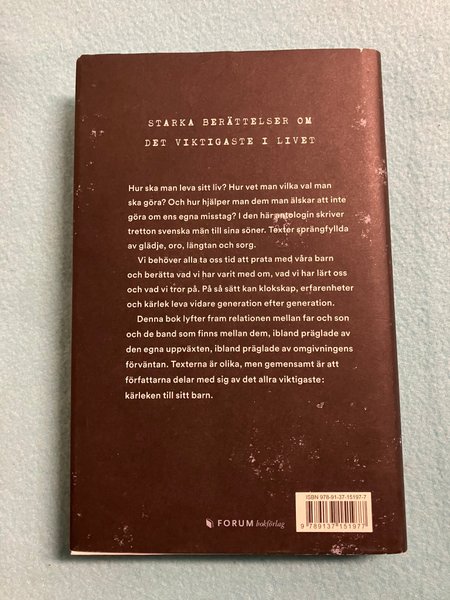 STARKA BERÄTTELSER OM
DET VIKTIGASTE I LIVET
Hur ska man leva sitt liv? Hur vet man vilka val man
ska göra? Och hur hjälper man dem man älskar att inte
göra om ens egna misstag? I den här antologin skriver
tretton svenska män till sina söner. Texter sprängfyllda
av glädje, oro, längtan och sorg.
Vi behöver alla ta oss tid att prata med våra barn
och berätta vad vi har varit med om, vad vi har lärt oss
och vad vi tror på. På så sätt kan klokskap, erfarenheter
och kärlek leva vidare generation efter generation.
Denna bok lyfter fram relationen mellan far och son
och de band som finns mellan dem, ibland präglade av
den egna uppväxten, ibland präglade av omgivningens
förväntan. Texterna är olika, men gemensamt är att
författarna delar med sig av det allra viktigaste:
kärleken till sitt barn.
ISBN 978-91-37-15197-7
9 789137 151977
FORUM bokförlag